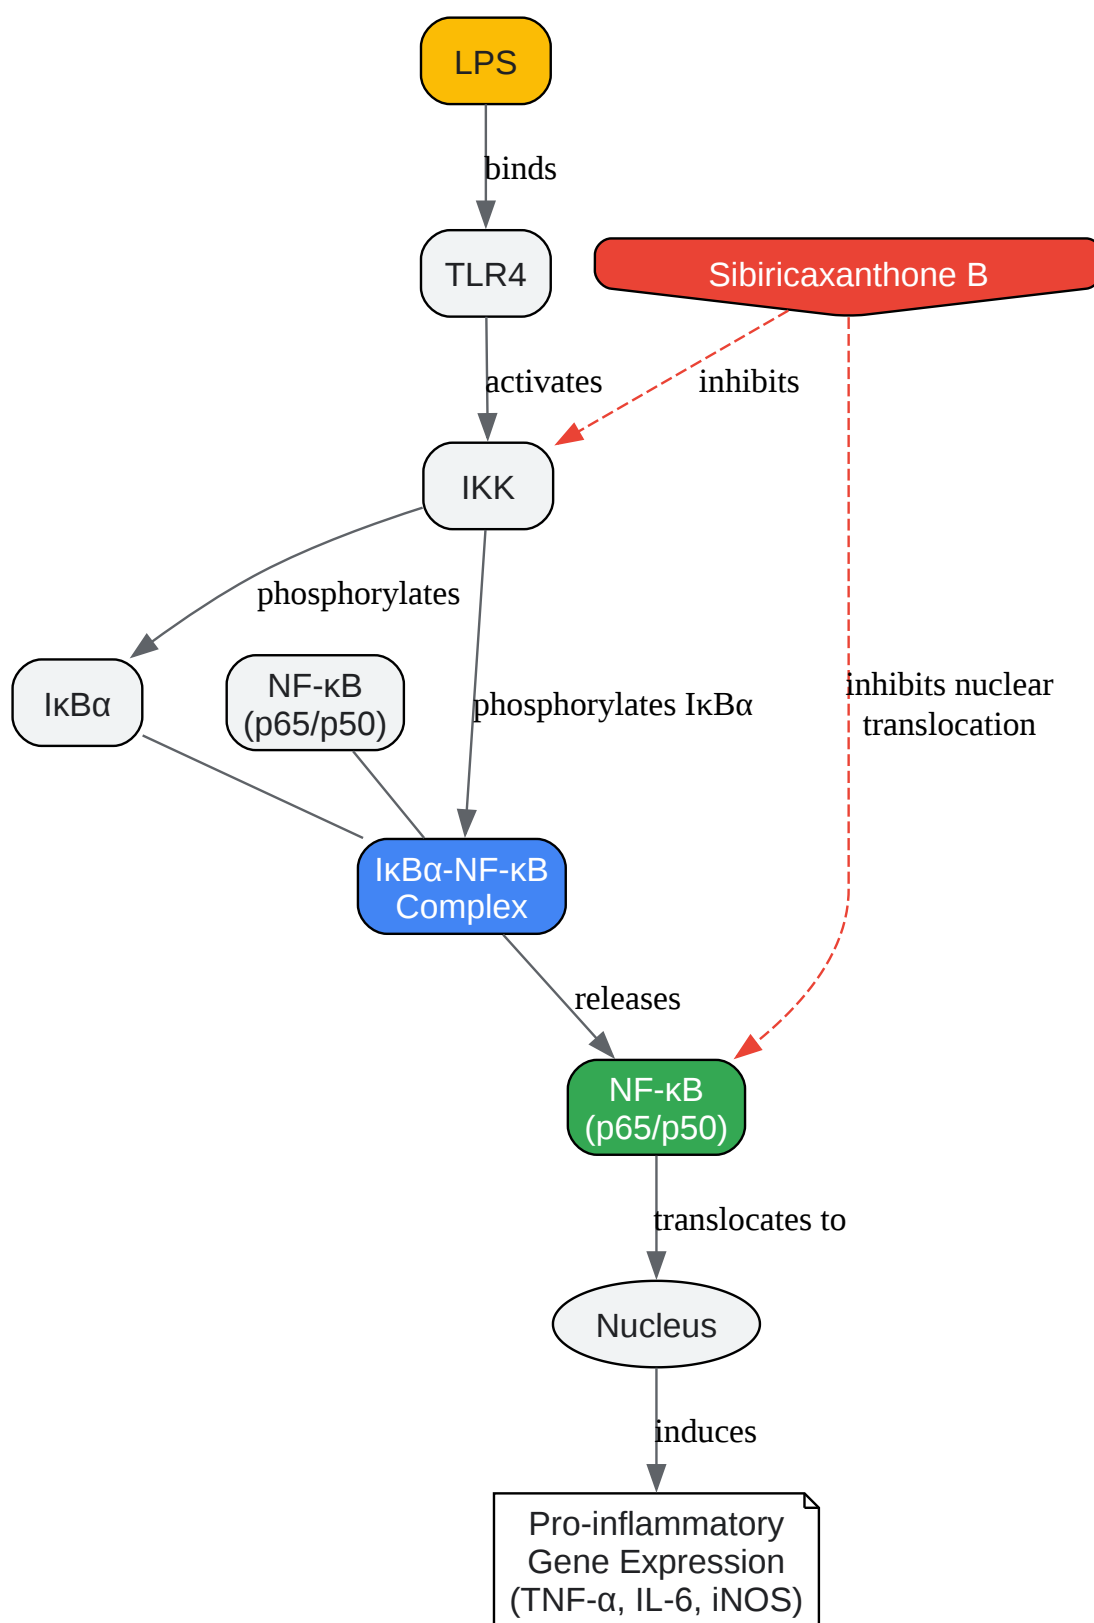 LPS
binds
TLR4
Sibiricaxanthone B
activates
inhibits
IKK
phosphorylates
IκBα
NF-κB
(p65/p50)
phosphorylates IκBα
inhibits nuclear
translocation
IκBα-NF-κB
Complex
releases
NF-κB
(p65/p50)
translocates to
Nucleus
induces
Pro-inflammatory
Gene Expression
(TNF-α, IL-6, iNOS)